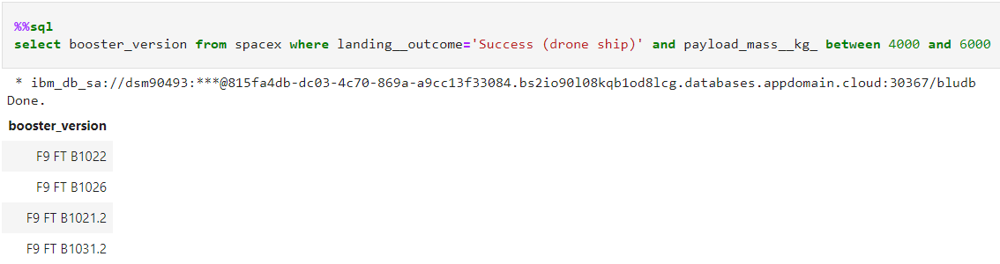 %%sql
select booster_version from spacex where landing__outcome='Success (drone ship)' and payload_mass__kg_ between 4000 and 6000
* ibm_db_sa://dsm90493:***@815fa4db-dc03-4c70-869a-a9cc13f33084.bs2io90l08kqb1od8lcg.databases.appdomain.cloud:30367/bludb
Done.
booster_version
F9 FT B1022
F9 FT B1026
F9 FT B1021.2
F9 FT B1031.2